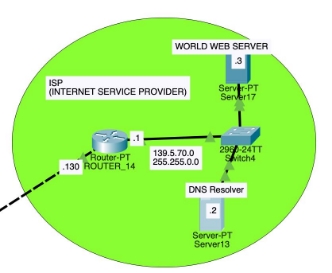 WORLD WEB SERVER
.3
ISP
(INTERNET SERVICE PROVIDER)
Server-PT
Server17
.1
139.5.70.0
255.255.0.0
2960-24TT
Switch4
Router-PT
ROUTER_14
.130
DNS Resolver
.2
Server-PT
Server13